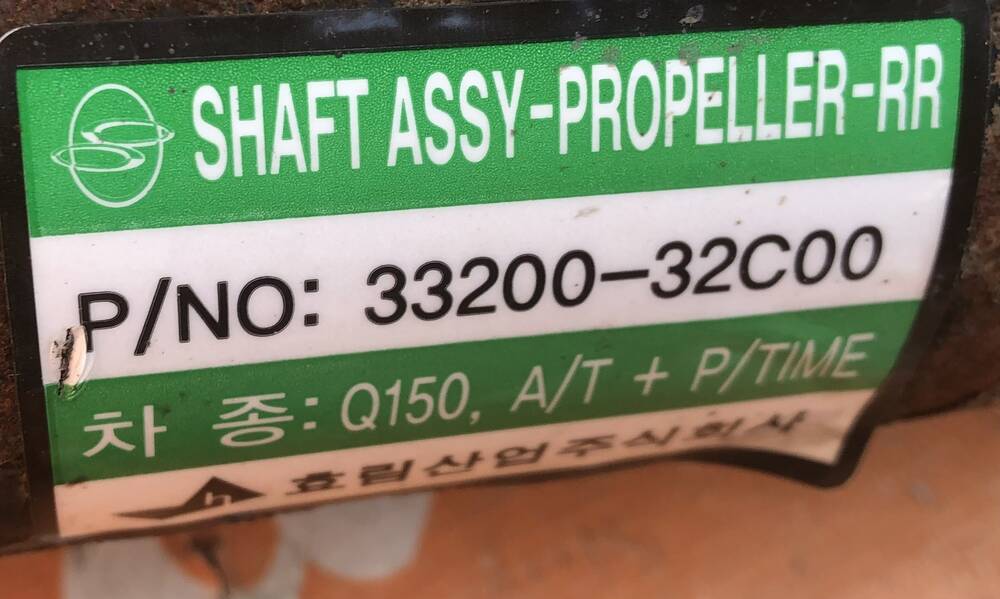 SHAFT ASSY-PROPELLER-RR
P/NO: 33200-32C00
차 종: Q150, A/T + P/TIME
효림산업주식회사